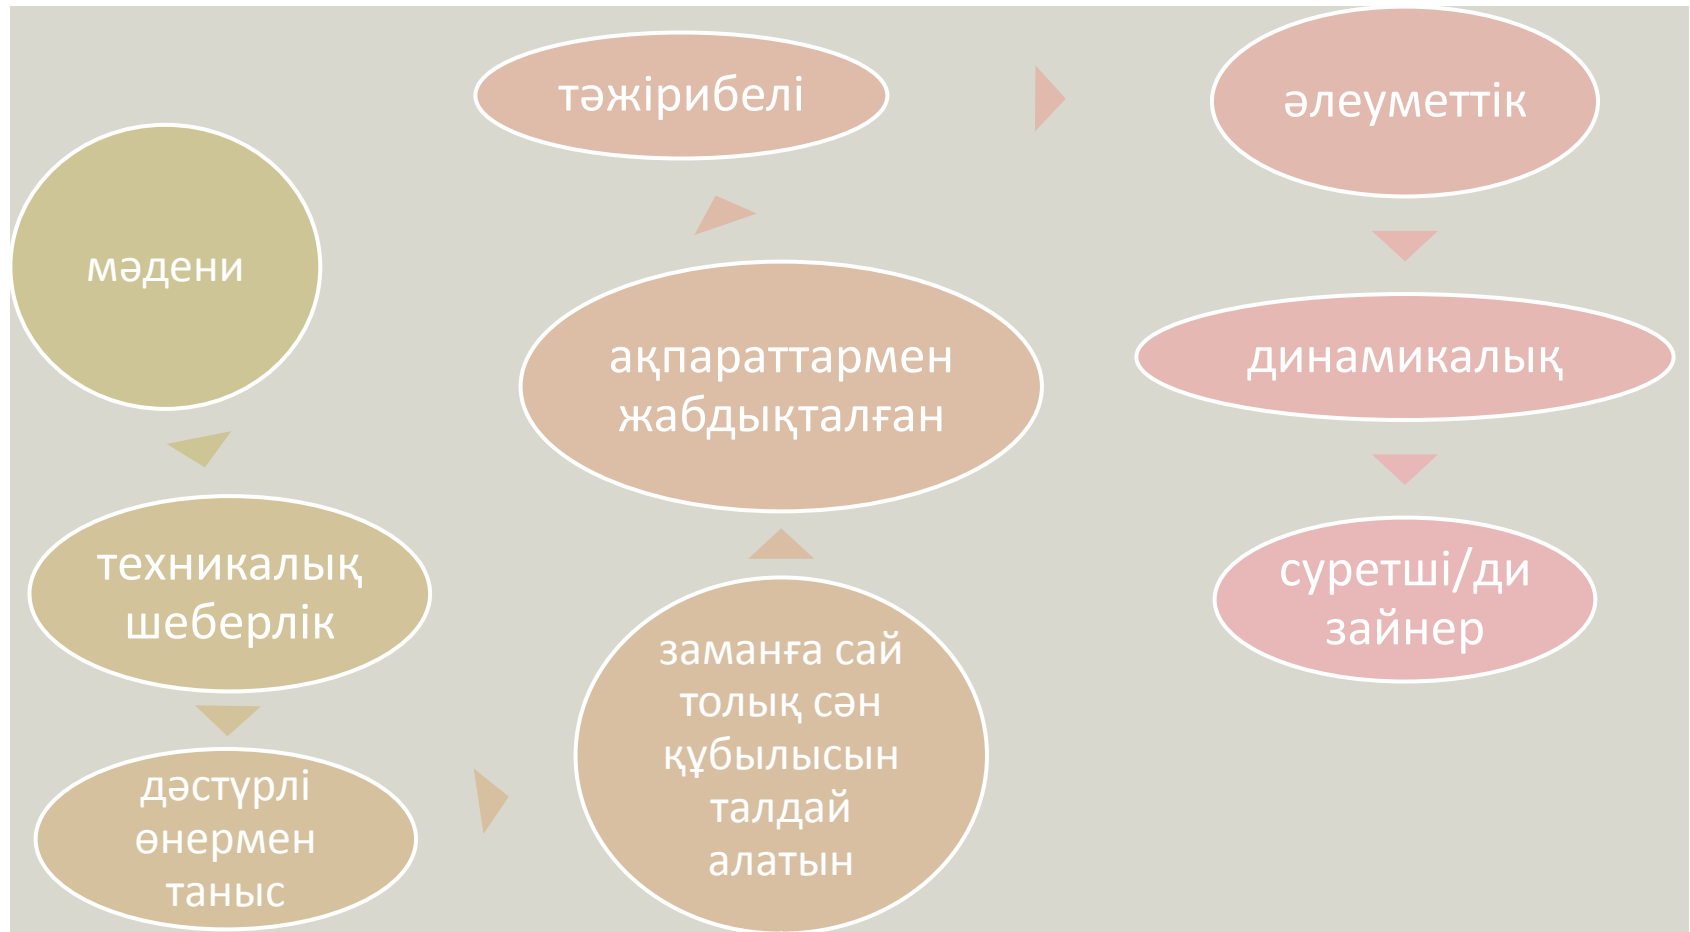 мәдени
техникалық
шеберлік
дәстүрлі
өнермен
таныс
заманға сай
толық сән
құбылысын
талдай
алатын
ақпараттармен
жабдықталған
тәжірибелі
әлеуметтік
динамикалық
суретші/ди
зайнер